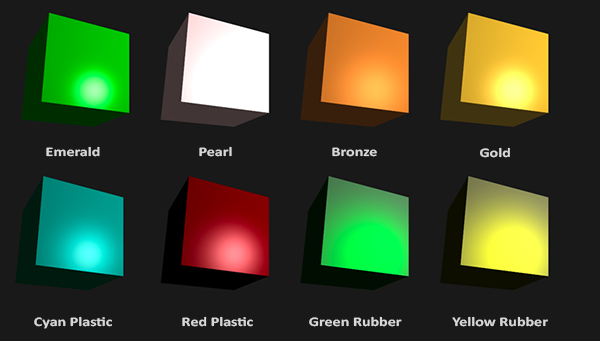 Emerald
Pearl
Bronze
Gold
Cyan Plastic
Red Plastic
Green Rubber
Yellow Rubber